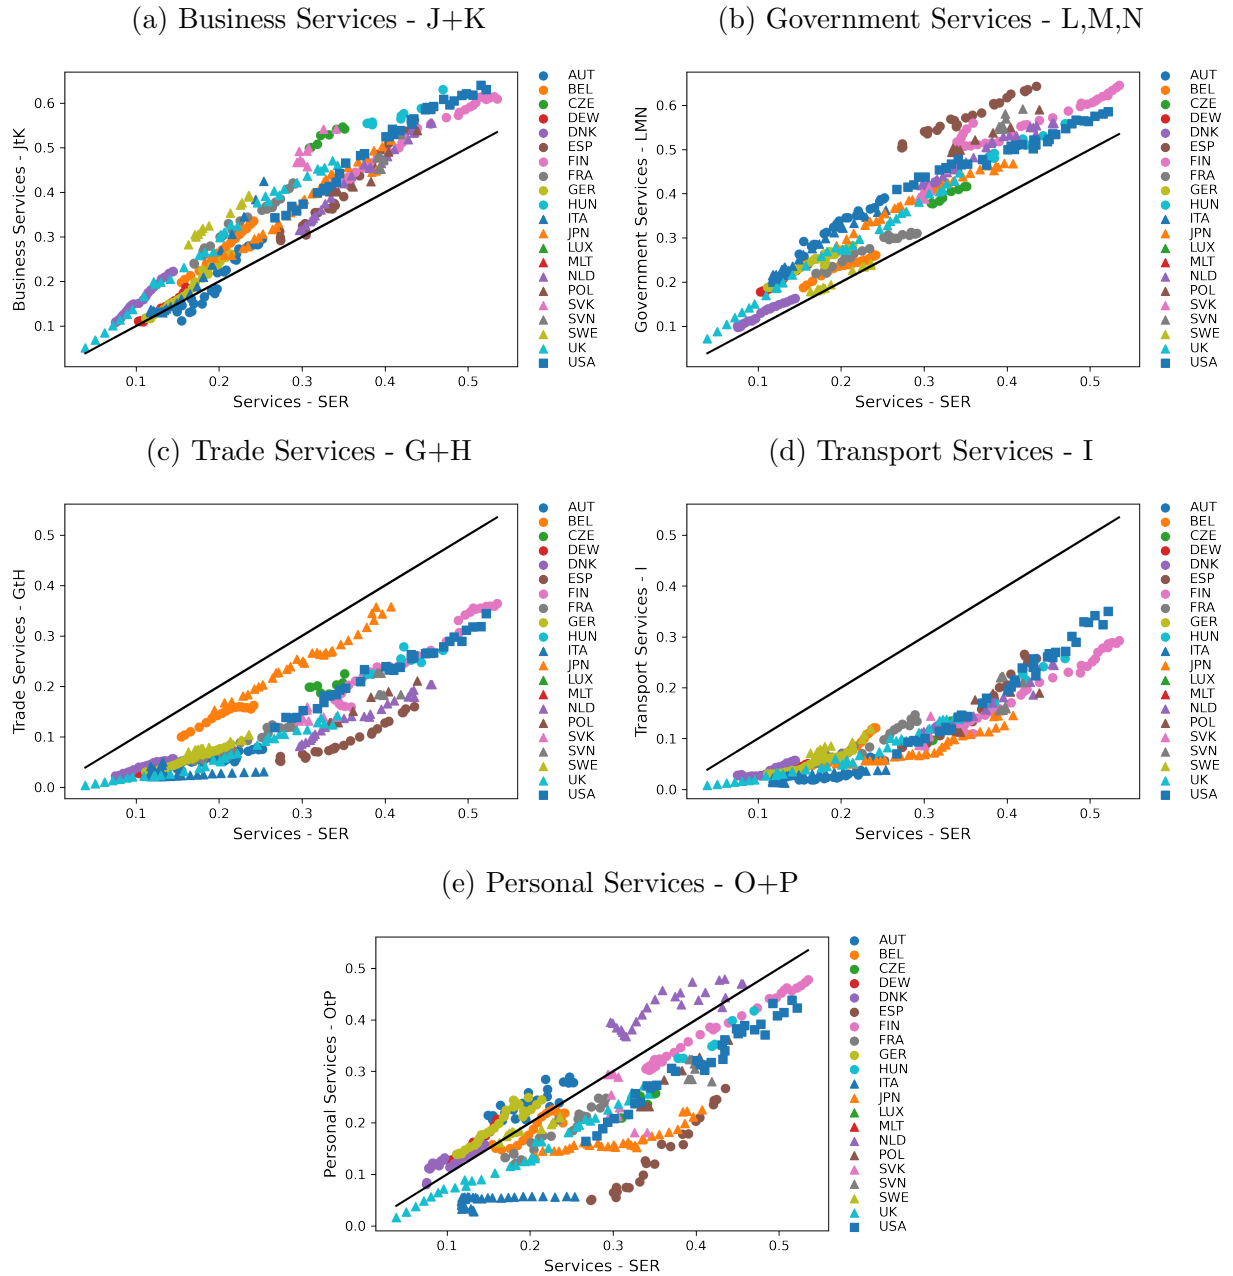 (a) Business Services - J+K
(b) Government Services - L,M,N
Business Services - JtK
0.6
0.5
0.4
0.3
0.2
0.1
0.1 0.2 0.3 0.4 0.5
Services - SER
AUT
BEL
CZE
DEW
DNK
ESP
FIN
FRA
GER
HUN
ITA
JPN
LUX
MLT
NLD
POL
SVK
SVN
SWE
UK
USA
Government Services - LMN
0.6
0.5
0.4
0.3
0.2
0.1
0.1 0.2 0.3 0.4 0.5
Services - SER
AUT
BEL
CZE
DEW
DNK
ESP
FIN
FRA
GER
HUN
ITA
JPN
LUX
MLT
NLD
POL
SVK
SVN
SWE
UK
USA
(c) Trade Services - G+H
(d) Transport Services - I
Trade Services - GtH
0.5
0.4
0.3
0.2
0.1
0.0
0.1 0.2 0.3 0.4 0.5
Services - SER
AUT
BEL
CZE
DEW
DNK
ESP
FIN
FRA
GER
HUN
ITA
JPN
LUX
MLT
NLD
POL
SVK
SVN
SWE
UK
USA
Transport Services - I
0.5
0.4
0.3
0.2
0.1
0.0
0.1 0.2 0.3 0.4 0.5
Services - SER
AUT
BEL
CZE
DEW
DNK
ESP
FIN
FRA
GER
HUN
ITA
JPN
LUX
MLT
NLD
POL
SVK
SVN
SWE
UK
USA
(e) Personal Services - O+P
Personal Services - OtP
0.5
0.4
0.3
0.2
0.1
0.0
0.1 0.2 0.3 0.4 0.5
Services - SER
AUT
BEL
CZE
DEW
DNK
ESP
FIN
FRA
GER
HUN
ITA
JPN
LUX
MLT
NLD
POL
SVK
SVN
SWE
UK
USA